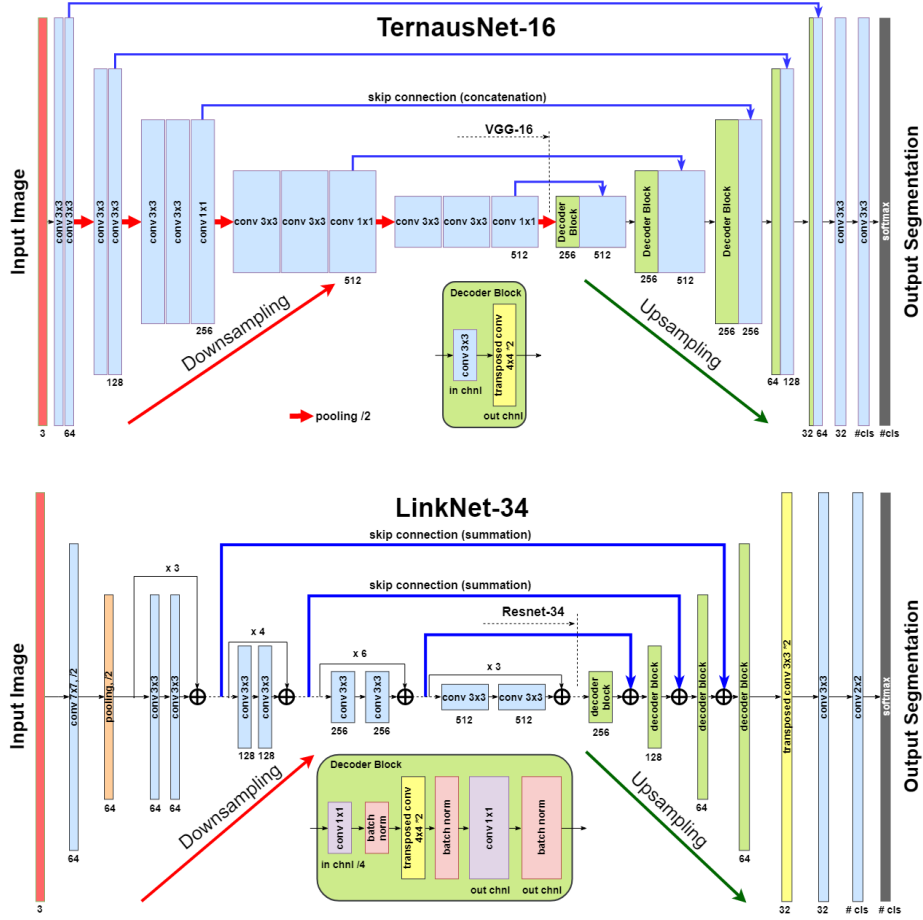 TernausNet-16
skip connection (concatenation)
VGG-16
Input Image
conv 3x3
conv 3x3
conv 3x3
conv 3x3
conv 3x3
conv 3x3
conv 1x1
conv 3x3
conv 3x3
conv 1x1
conv 3x3
conv 3x3
conv 1x1
Decoder
Block
Decoder Block
Decoder Block
conv 3x3
conv 3x3
softmax
Output Segmentation
512
256
512
512
256
512
256
256
256
128
64
128
3
64
32
64
32
#cls
#cls
Downsampling
Upsampling
Decoder Block
conv 3x3
transposed conv
4x4 *2
in chnl
out chnl
pooling /2
LinkNet-34
skip connection (summation)
skip connection (summation)
x 3
x 4
x 6
x 3
Resnet-34
Input Image
conv 7x7, /2
pooling, /2
conv 3x3
conv 3x3
conv 3x3
conv 3x3
conv 3x3
conv 3x3
conv 3x3
conv 3x3
decoder
block
decoder block
decoder block
decoder block
transposed conv 3x3 *2
conv 3x3
conv 2x2
softmax
Output Segmentation
512
512
256
256
256
128
128
128
64
64
64
64
64
64
3
32
32
# cls
# cls
Downsampling
Upsampling
Decoder Block
conv 1x1
batch
norm
transposed conv
4x4 *2
batch norm
conv 1x1
batch norm
in chnl /4
out chnl
out chnl